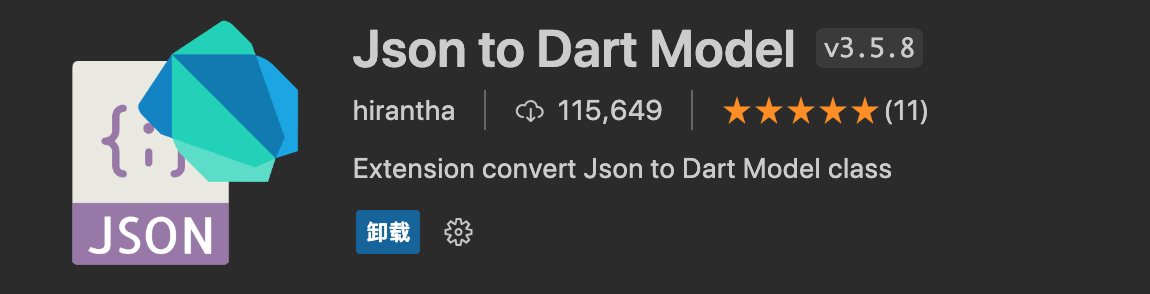 Json to Dart Model v3.5.8
hirantha 115,649 ★★★★★(11)
Extension convert Json to Dart Model class
卸载
{;}
JSON